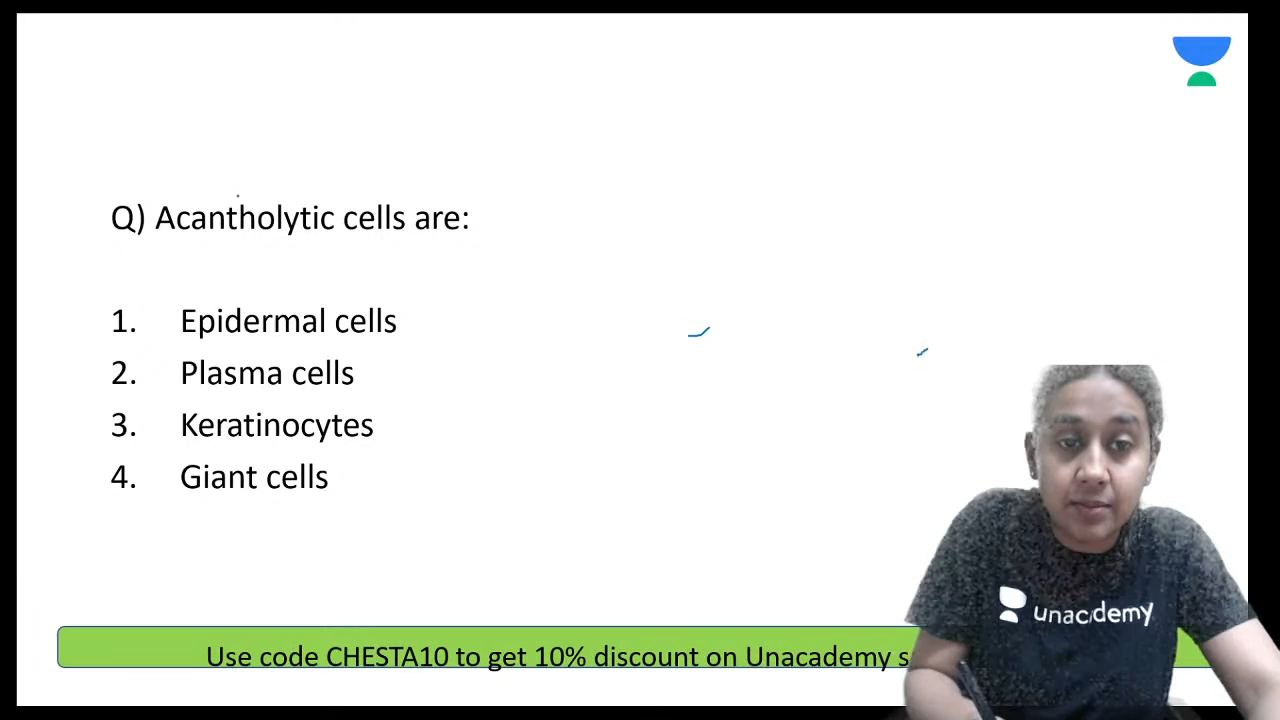 Q) Acantholytic cells are:
1. Epidermal cells
2. Plasma cells
3. Keratinocytes
4. Giant cells
unacademy
Use code CHESTA10 to get 10% discount on Unacademy